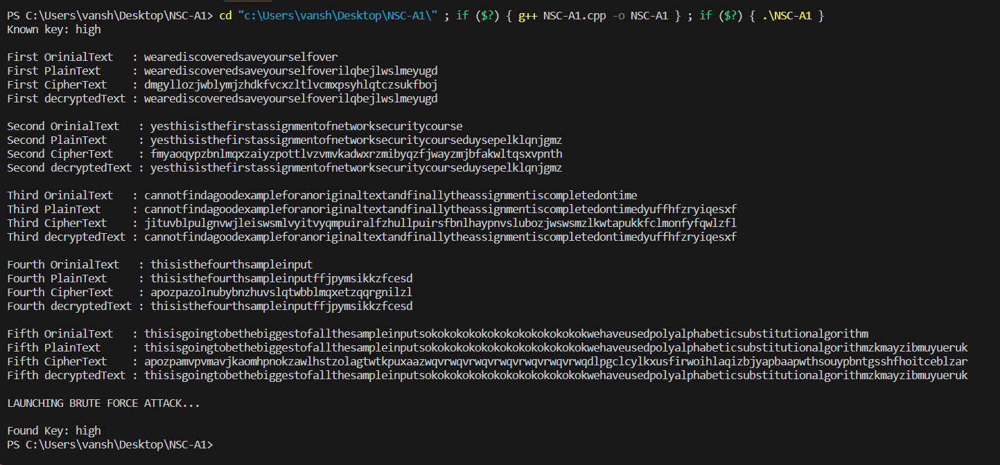 PS C:\Users\vansh\Desktop\NSC-A1> cd "c:\Users\vansh\Desktop\NSC-A1\" ; if ($?) { g++ NSC-A1.cpp -o NSC-A1 } ; if ($?) { .\NSC-A1 }
Known key: high
First OrinialText   : wearediscoveredsaveyourselfover
First PlainText     : wearediscoveredsaveyourselfoverilqbejlwslmeyugd
First CipherText    : dmgyllozjwblymjzhdkfvcxzltlvcmxpsyhlqtczsukfboj
First decryptedText : wearediscoveredsaveyourselfoverilqbejlwslmeyugd
Second OrinialText   : yesthisisthefirstassignmentofnetworksecuritycourse
Second PlainText     : yesthisisthefirstassignmentofnetworksecuritycourseduysepelklqnjgmz
Second CipherText    : fmyaoqypzbnlmqxzaiyzpottlvzvmvkadwxrzmibyqzfjwayzmjbfakwltqsxvpnth
Second decryptedText : yesthisisthefirstassignmentofnetworksecuritycourseduysepelklqnjgmz
Third OrinialText   : cannotfindagoodexampleforanoriginaltextandfinallytheassignmentiscompletedontime
Third PlainText     : cannotfindagoodexampleforanoriginaltextandfinallytheassignmentiscompletedontimedyuffhfzryiqesxf
Third CipherText    : jituvblpulgnvwjleiswsmlvyitvyqmpuiralfzhullpuirsfbnlhaypnvslubozjwswsmzlkwtapukkfclmonfyfqwlzfl
Third decryptedText : cannotfindagoodexampleforanoriginaltextandfinallytheassignmentiscompletedontimedyuffhfzryiqesxf
Fourth OrinialText   : thisisthefourthsampleinput
Fourth PlainText     : thisisthefourthsampleinputffjpymsikkzfcesd
Fourth CipherText    : apozpazolnubybnzhuvslqtwbblmqxetzqqrgnilzl
Fourth decryptedText : thisisthefourthsampleinputffjpymsikkzfcesd
Fifth OrinialText   : thisisgoingtobethebiggestofallthesampleinputsokokokokokokokokokokokokokwehaveusedpolyalphabeticsubstitutionalgorithm
Fifth PlainText     : thisisgoingtobethebiggestofallthesampleinputsokokokokokokokokokokokokokwehaveusedpolyalphabeticsubstitutionalgorithmzkmayzibmuyueruk
Fifth CipherText    : apozpamvpvmavjkaomhpnokzawlhstzolagtwtkpuxaazwqvrwqvrwqvrwqvrwqvrwqvrwqdlpgclcylkxusfirwoihlaqizbjyapbaapwthsouypbntgsshfhoitceblzar
Fifth decryptedText : thisisgoingtobethebiggestofallthesampleinputsokokokokokokokokokokokokokwehaveusedpolyalphabeticsubstitutionalgorithmzkmayzibmuyueruk
LAUNCHING BRUTE FORCE ATTACK...
Found Key: high
PS C:\Users\vansh\Desktop\NSC-A1>